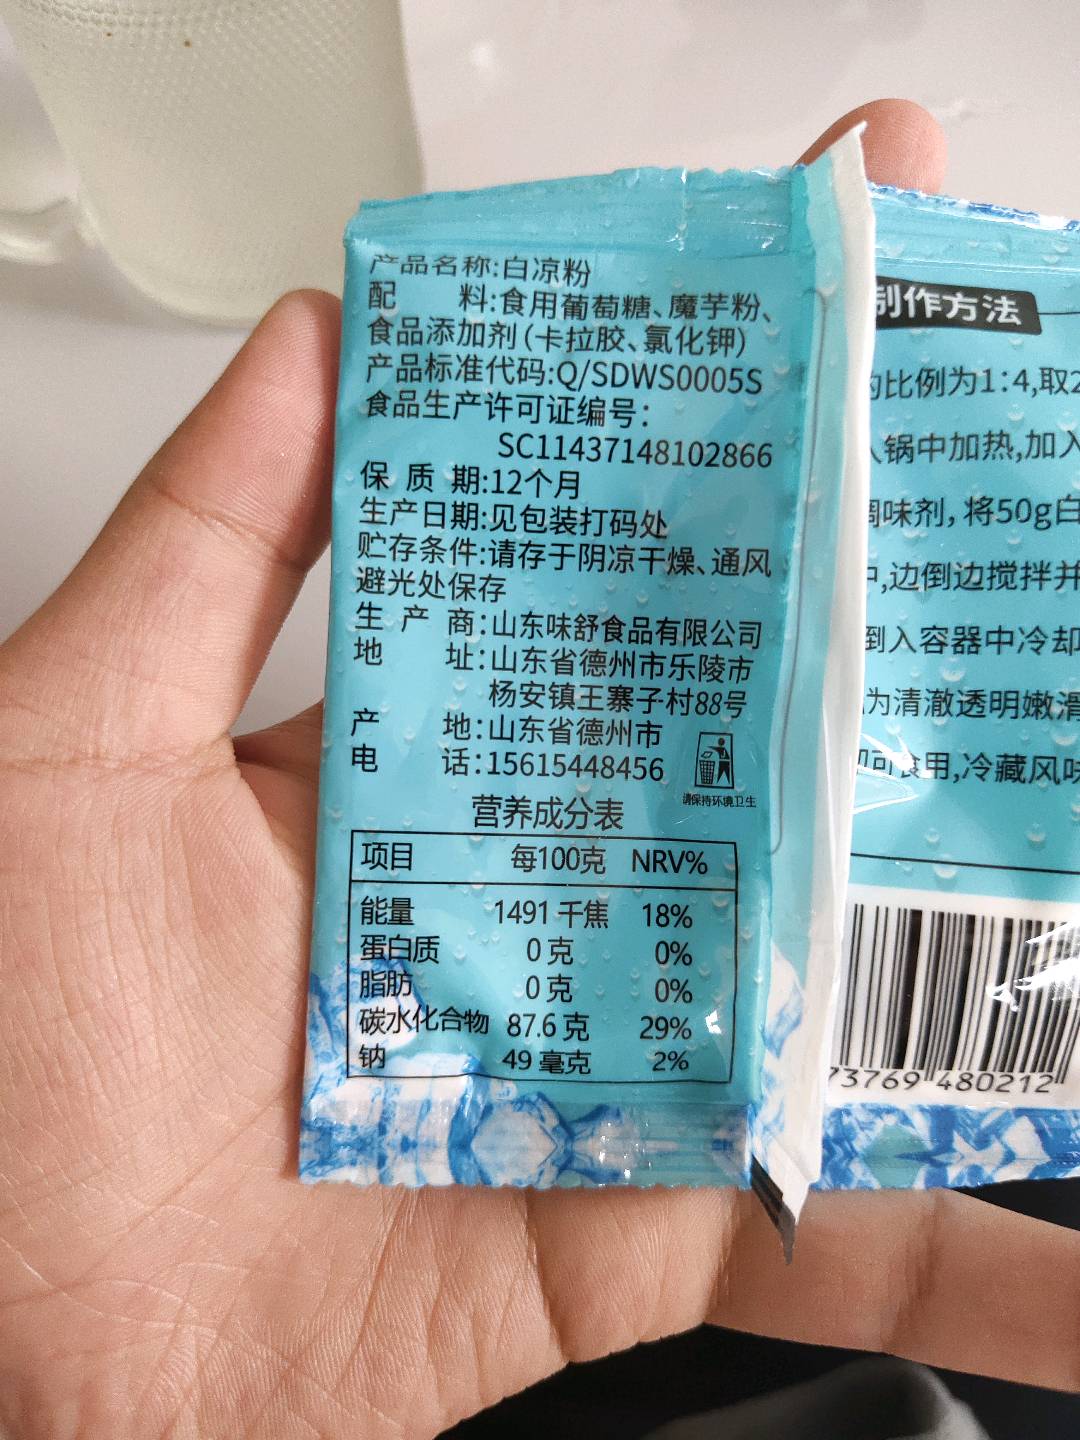 产品名称:白凉粉
配 料:食用葡萄糖、魔芋粉、
食品添加剂(卡拉胶、氯化钾)
产品标准代码:Q/SDWS0005S
食品生产许可证编号:
SC11437148102866
保 质 期:12个月
生产日期:见包装打码处
贮存条件:请存于阴凉干燥、通风
避光处保存
生 产 商:山东味舒食品有限公司
地 址:山东省德州市乐陵市
杨安镇王寨子村88号
产 地:山东省德州市
电 话:15615448456
请保持环境卫生
营养成分表
项目 每100克 NRV%
能量 1491千焦 18%
蛋白质 0克 0%
脂肪 0克 0%
碳水化合物 87.6克 29%
钠 49毫克 2%
制作方法
的比例为1:4,取2
锅中加热,加入
调味剂,将50g白
,边倒边搅拌并
倒入容器中冷却
为清澈透明嫩滑
即可食用,冷藏风味
73769 480212